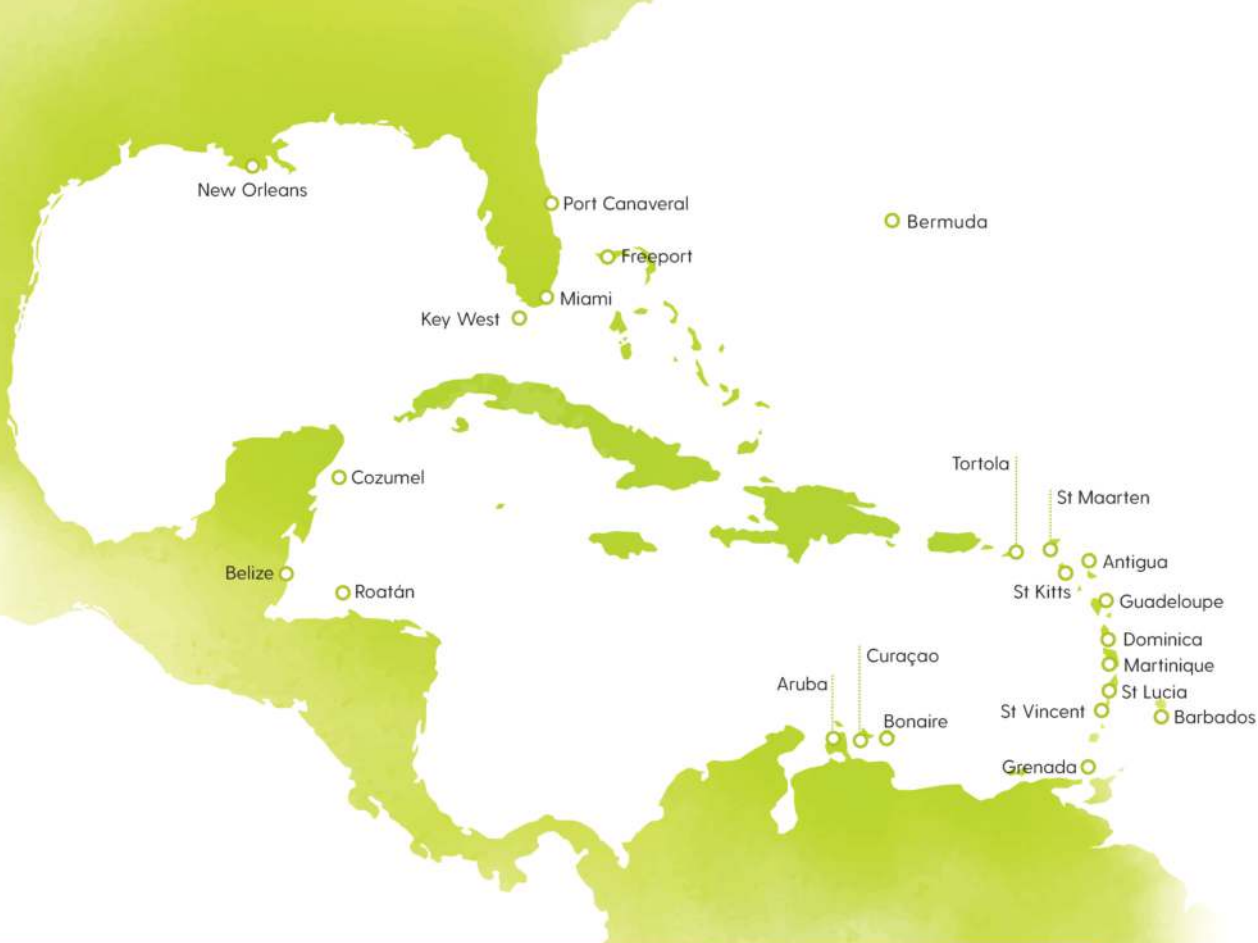 New Orleans
Port Canaveral
Bermuda
Freeport
Miami
Key West
Tortola
Cozumel
St Maarten
Antigua
Belize
Roatán
St Kitts
Guadeloupe
Dominica
Curaçao
Martinique
Aruba
St Lucia
St Vincent
Barbados
Bonaire
Grenada